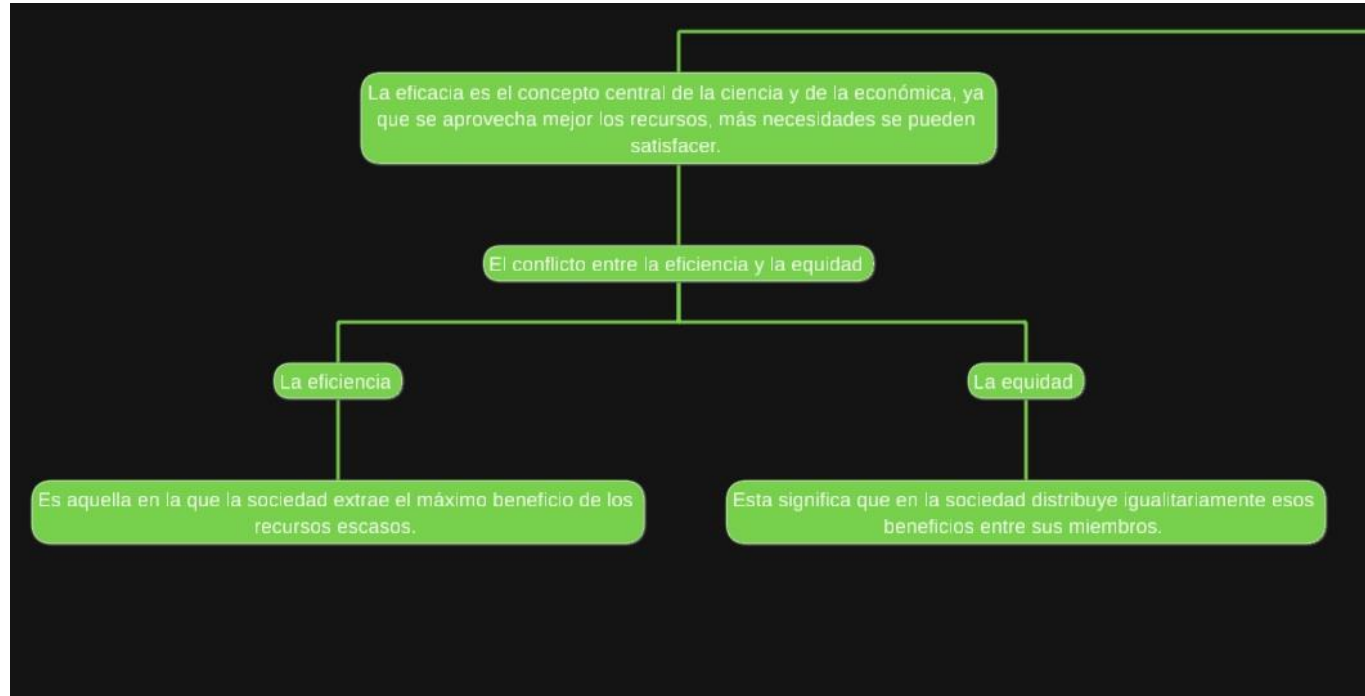 La eficacia es el concepto central de la ciencia y de la económica, ya
que se aprovecha mejor los recursos, más necesidades se pueden
satisfacer.
El conflicto entre la eficiencia y la equidad
La eficiencia
La equidad
Es aquella en la que la sociedad extrae el máximo beneficio de los
recursos escasos.
Esta significa que en la sociedad distribuye igualitariamente esos
beneficios entre sus miembros.